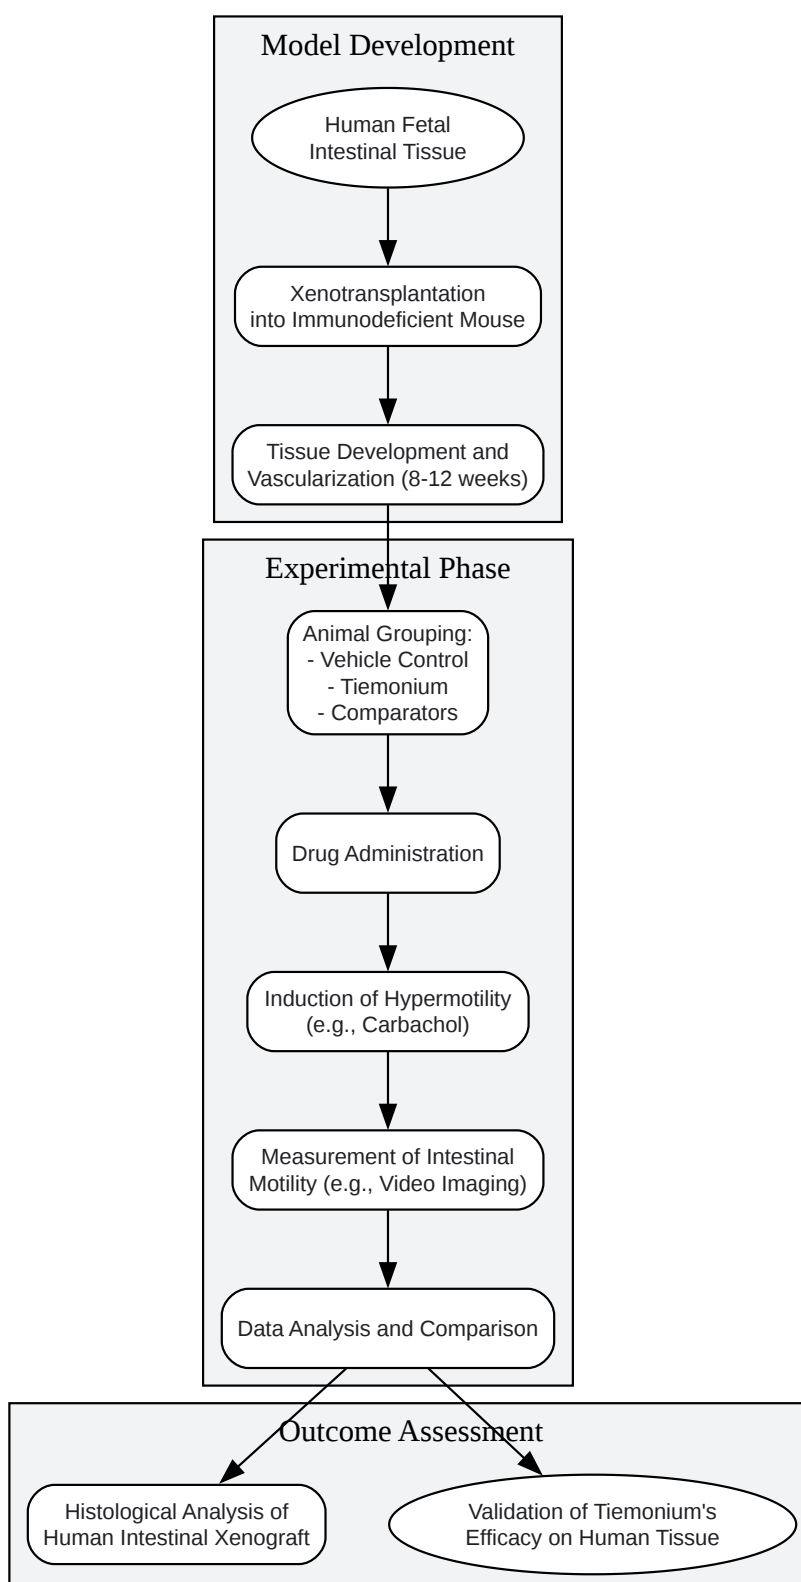 Model Development
Human Fetal
Intestinal Tissue
Xenotransplantation
into Immunodeficient Mouse
Tissue Development and
Vascularization (8-12 weeks)
Experimental Phase
Animal Grouping:
- Vehicle Control
- Tiemonium
- Comparators
Drug Administration
Induction of Hypermotility
(e.g., Carbachol)
Measurement of Intestinal
Motility (e.g., Video Imaging)
Data Analysis and Comparison
Outcome Assessment
Histological Analysis of
Human Intestinal Xenograft
Validation of Tiemonium's
Efficacy on Human Tissue